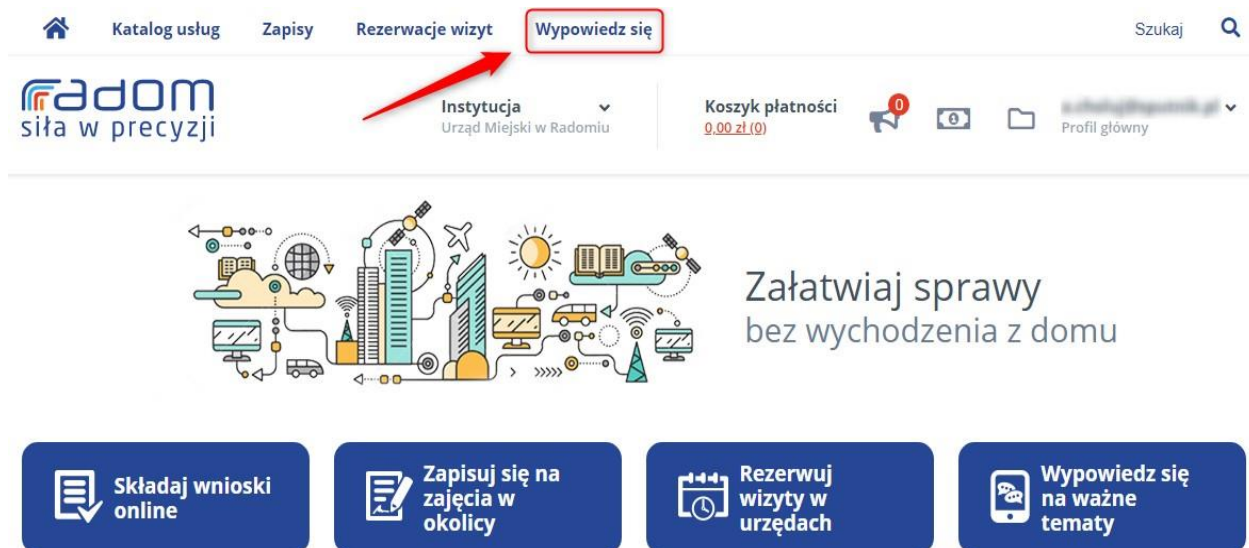 Katalog usług Zapisy Rezerwacje wizyt Wypowiedz się Szukaj
radom
siła w precyzji
Instytucja
Urząd Miejski w Radomiu
Koszyk płatności
0,00 zł (0)
0
Profil główny
Załatwiaj sprawy
bez wychodzenia z domu
Składaj wnioski
online
Zapisuj się na
zajęcia w
okolicy
Rezerwuj
wizyty w
urzędach
Wypowiedz się
na ważne
tematy